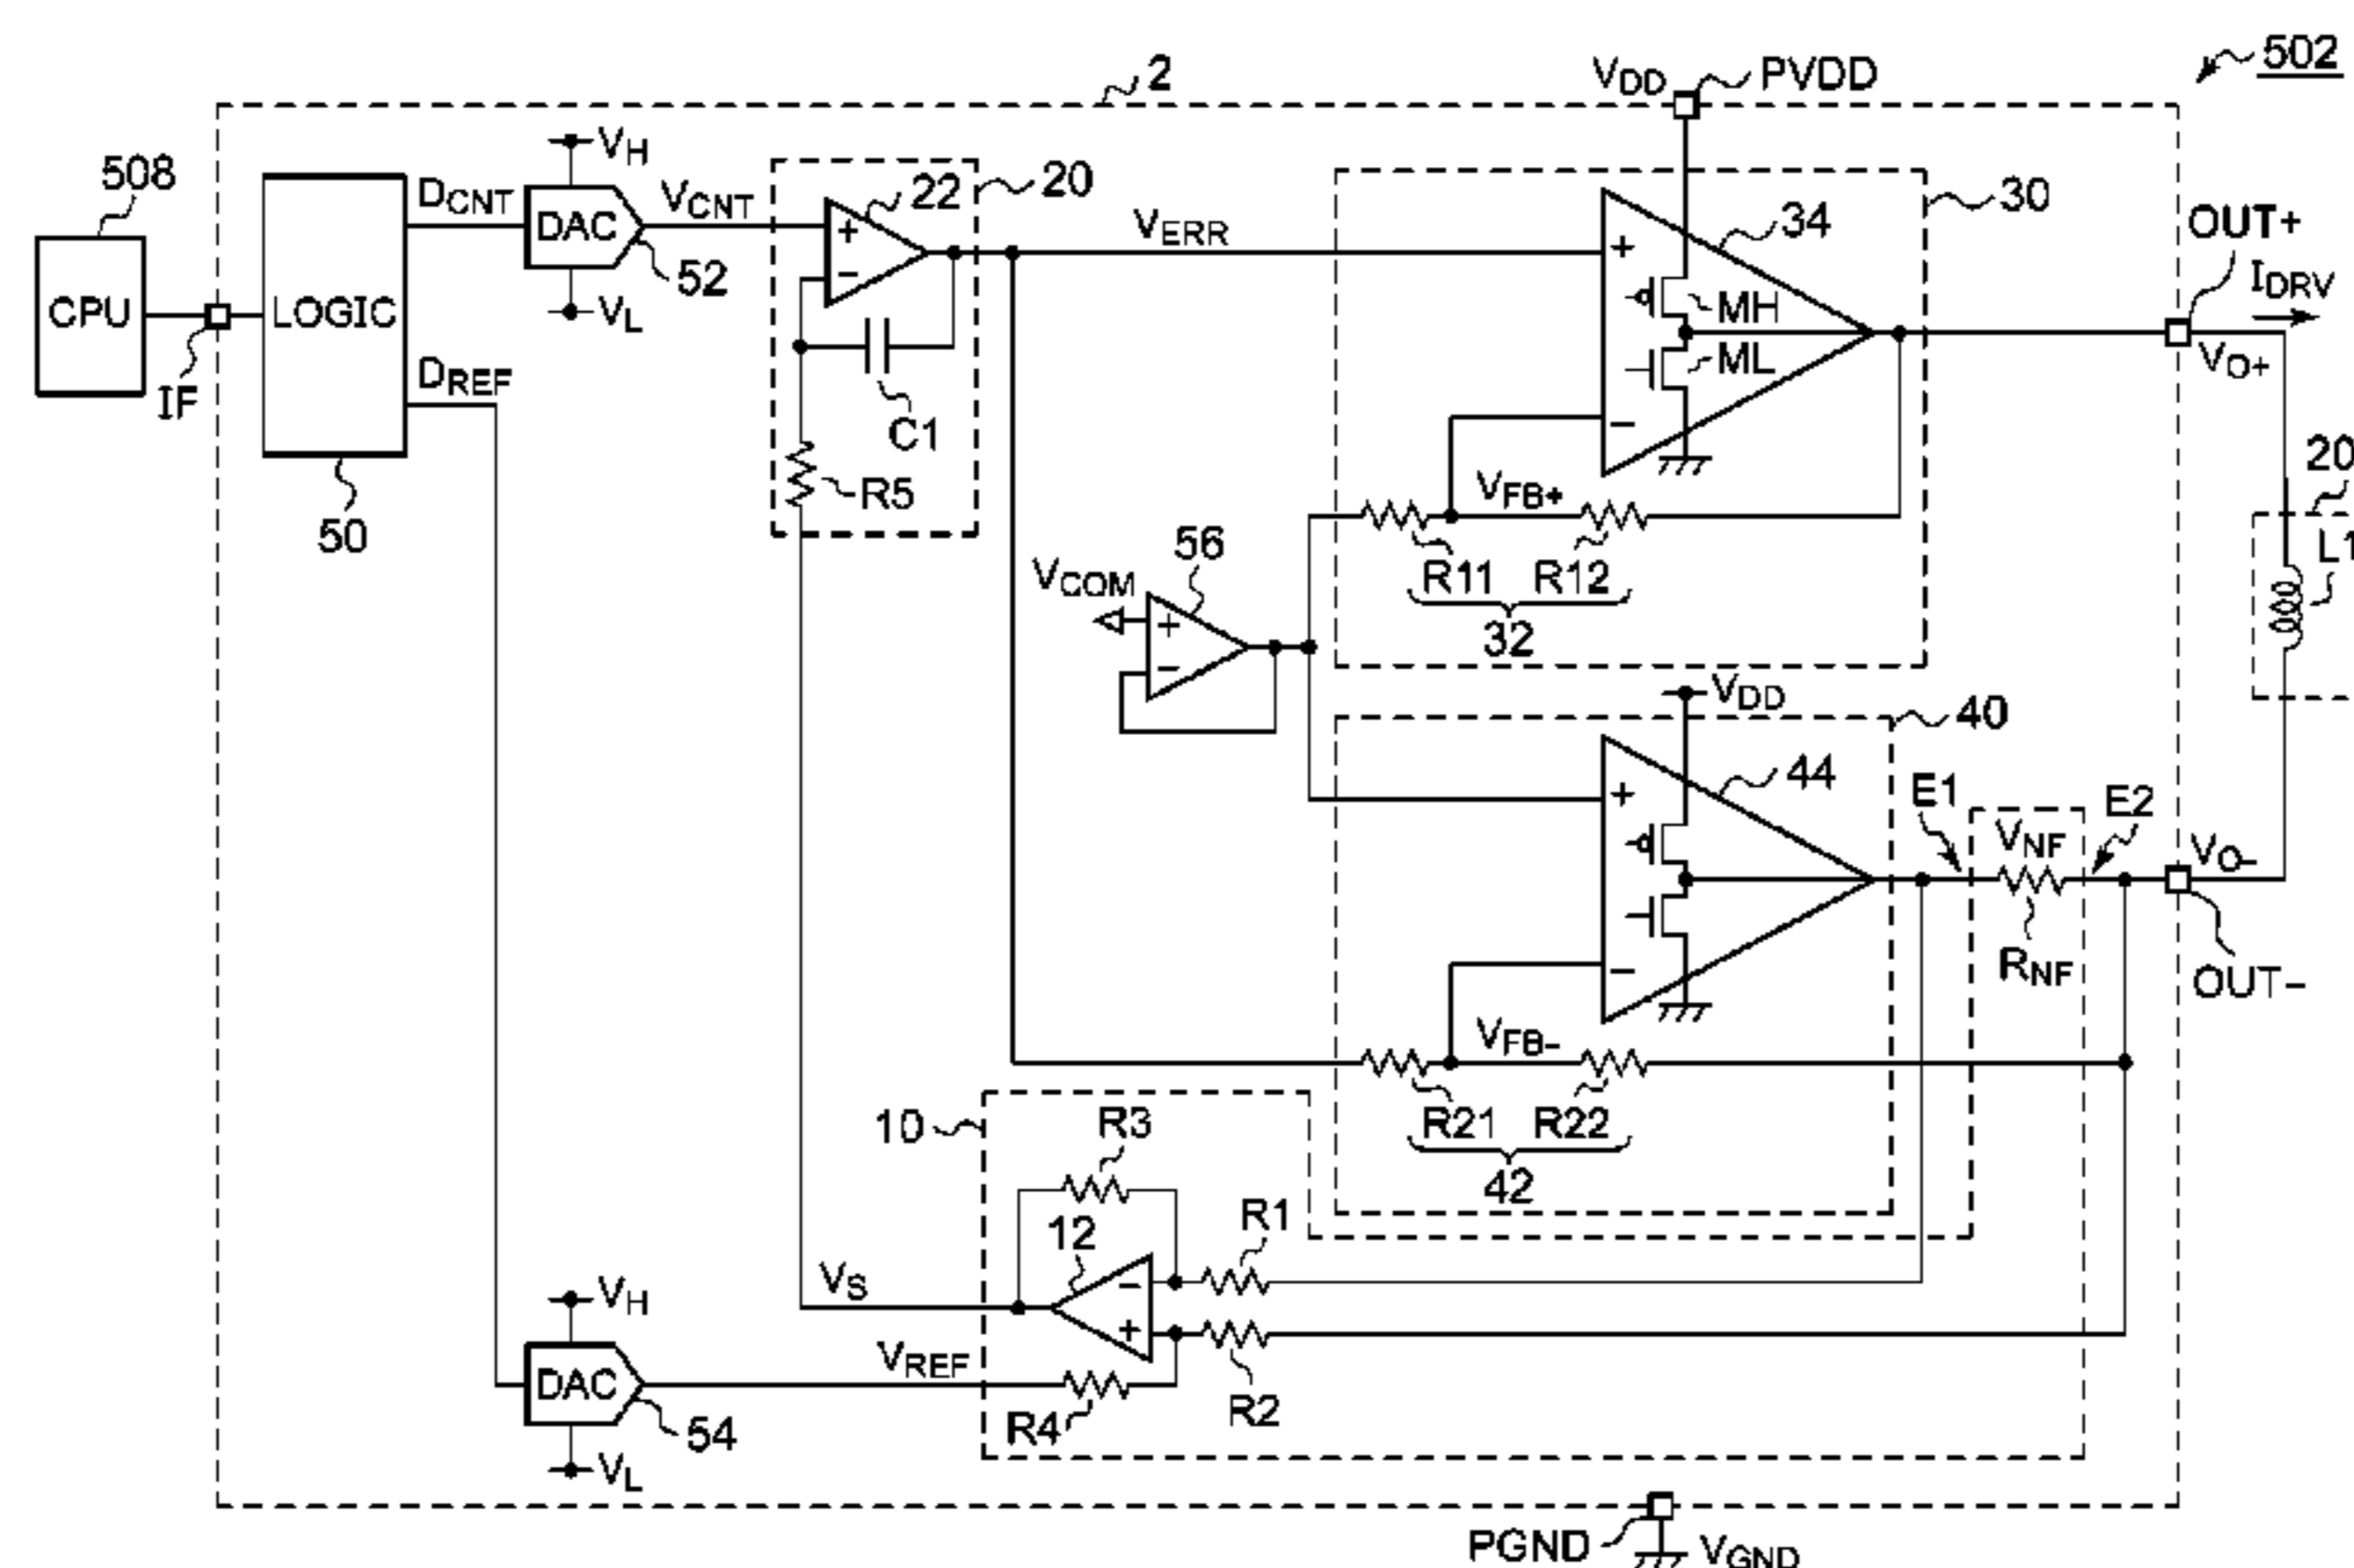 502
2
VDD
PVDD
VH
508
DCNT
DAC
VCNT
22
20
VERR
34
30
OUT+
IDRV
CPU
LOGIC
52
VL
MH
ML
VO+
IF
DREF
C1
R5
50
VFB+
20
L1
56
VCOM
R11
R12
32
VDD
40
44
E1
VNF
E2
VO-
RNF
OUT-
VFB-
10
R3
R21
R22
42
12
R1
VS
VH
VREF
DAC
54
R4
R2
VL
PGND
VGND
+
-
+
-
+
-
+
-
-
+